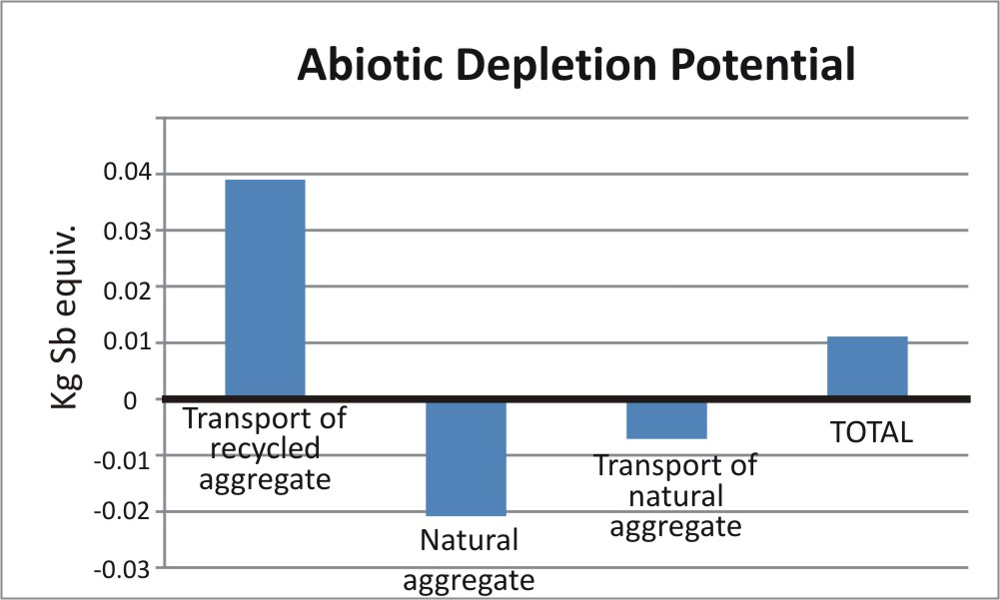 Abiotic Depletion Potential
Kg Sb equiv.
0.04
0.03
0.02
0.01
0
-0.01
-0.02
-0.03
Transport of
recycled
aggregate
Natural
aggregate
Transport of
natural
aggregate
TOTAL